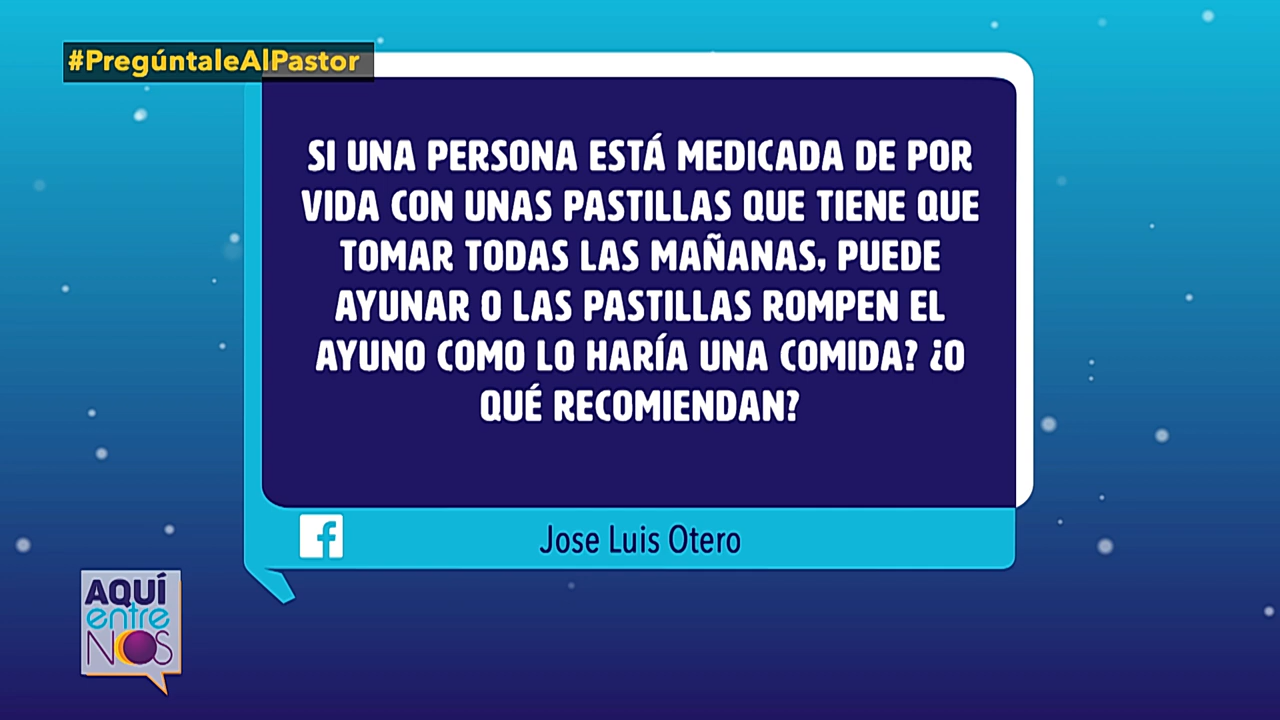 #PregúntaleAlPastor
SI UNA PERSONA ESTÁ MEDICADA DE POR
VIDA CON UNAS PASTILLAS QUE TIENE QUE
TOMAR TODAS LAS MAÑANAS, PUEDE
AYUNAR O LAS PASTILLAS ROMPEN EL
AYUNO COMO LO HARÍA UNA COMIDA? ¿O
QUÉ RECOMIENDAN?
f
Jose Luis Otero
AQUÍ
entre
NOS